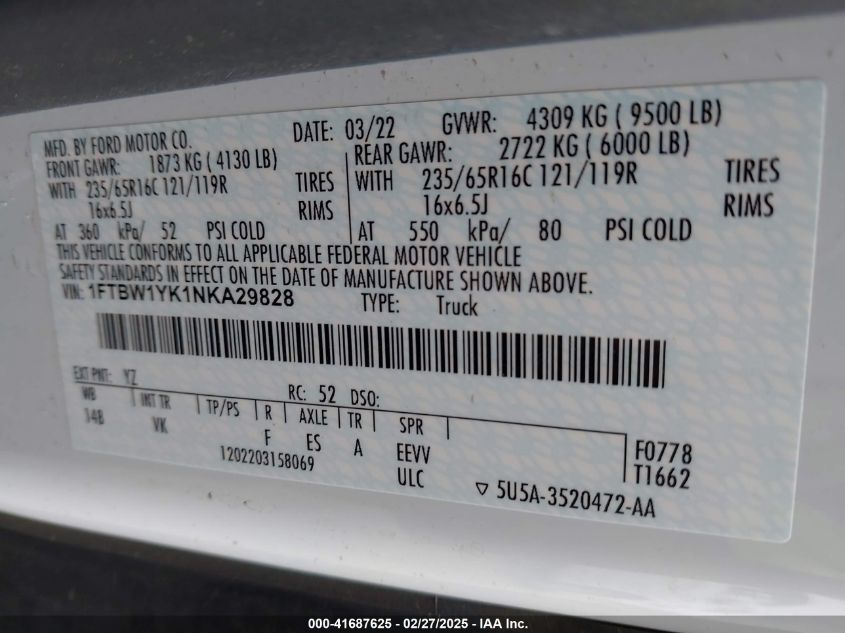 MFD. BY FORD MOTOR CO. DATE: 03/22 GVWR: 4309 KG ( 9500 LB)
FRONT GAWR: 1873 KG ( 4130 LB) REAR GAWR: 2722 KG ( 6000 LB)
WITH 235/65R16C 121/119R TIRES WITH 235/65R16C 121/119R TIRES
16x6.5J RIMS 16x6.5J RIMS
AT 360 kPa/ 52 PSI COLD AT 550 kPa/ 80 PSI COLD
THIS VEHICLE CONFORMS TO ALL APPLICABLE FEDERAL MOTOR VEHICLE
SAFETY STANDARDS IN EFFECT ON THE DATE OF MANUFACTURE SHOWN ABOVE.
VIN: 1FTBW1YK1NKA29828 TYPE: Truck
EXT PNT: YZ RC: 52 DSO:
WB INT TR TP/PS R AXLE TR SPR
148 VK F ES A EEVV F0778
1202203158069 ULC T1662
5U5A-3520472-AA
000-41687625 - 02/27/2025 - IAA Inc.